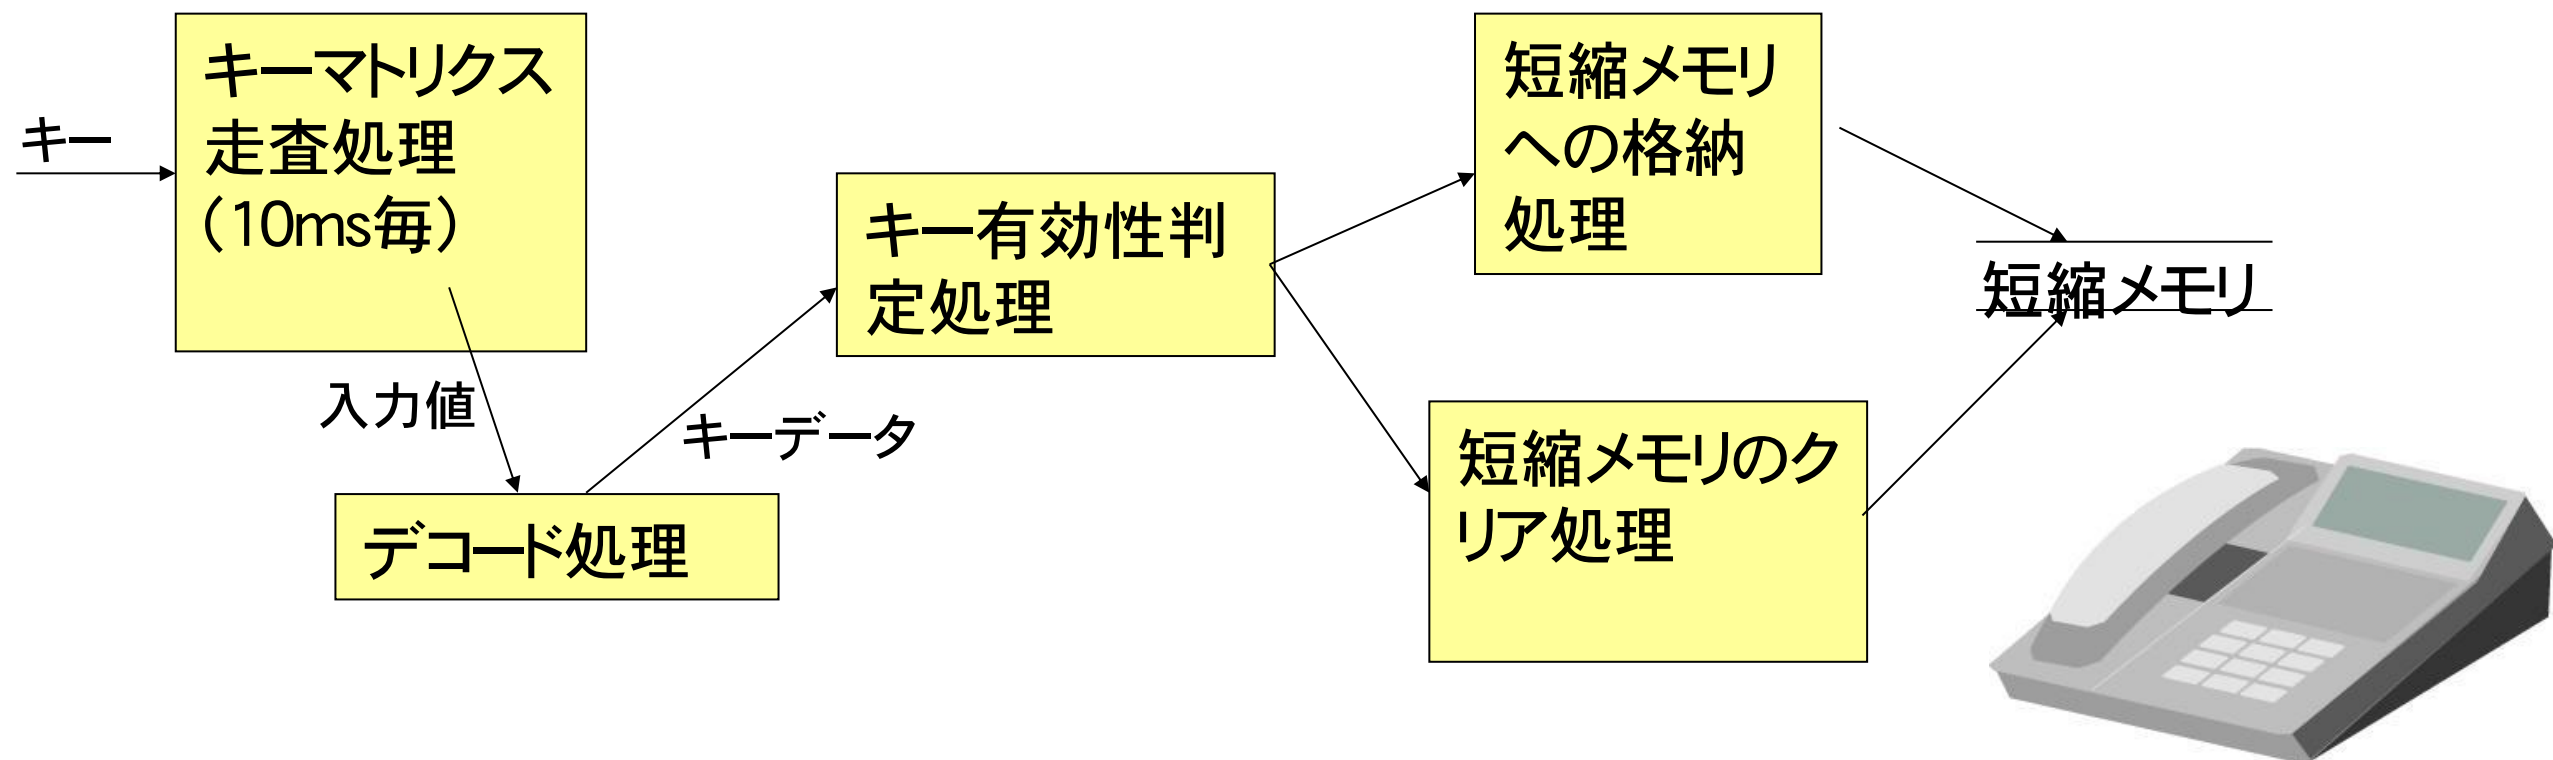 キー
キーマトリクス
走査処理
（10ms毎）
入力値
デコード処理
キーデータ
キー有効性判
定処理
短縮メモリ
への格納
処理
短縮メモリのク
リア処理
短縮メモリ